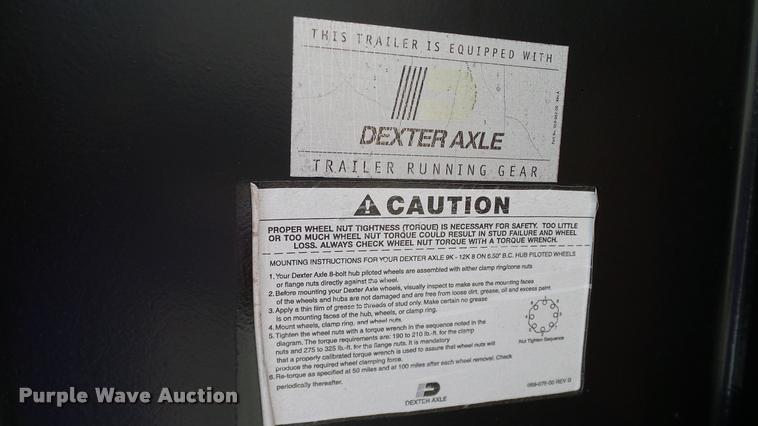 THIS TRAILER IS EQUIPPED WITH
DEXTER AXLE
TRAILER RUNNING GEAR
CAUTION
PROPER WHEEL NUT TIGHTNESS (TORQUE) IS NECESSARY FOR SAFETY. TOO LITTLE
OR TOO MUCH WHEEL NUT TORQUE COULD RESULT IN STUD FAILURE AND WHEEL
LOSS. ALWAYS CHECK WHEEL NUT TORQUE WITH A TORQUE WRENCH.
MOUNTING INSTRUCTIONS FOR YOUR DEXTER AXLE 9K - 12K 8 ON 6.50" B.C. HUB PILOTED WHEELS
1. Your Dexter Axle 8-bolt hub piloted wheels are assembled with either clamp ring/cone nuts
or flange nuts directly against the wheel.
2. Before mounting your Dexter Axle wheels, visually inspect to make sure the mounting faces
of the wheels and hubs are not damaged and are free from loose dirt, grease, oil and excess paint.
3. Apply a thin film of grease to threads of stud only. Make certain no grease
is on mounting faces of the hub, wheels, or clamp ring.
4. Mount wheels, clamp ring, and wheel nuts.
5. Tighten the wheel nuts with a torque wrench in the sequence noted in the
diagram. The torque requirements are: 190 to 210 lb.-ft. for the clamp
nuts and 275 to 325 lb.-ft. for the flange nuts. It is mandatory
that a properly calibrated torque wrench is used to assure that wheel nuts will
produce the required wheel clamping force.
6. Re-torque as specified at 50 miles and at 100 miles after each wheel removal. Check
periodically thereafter.
Nut Tighten Sequence
DEXTER AXLE
069-075-00 REV G
Purple Wave Auction